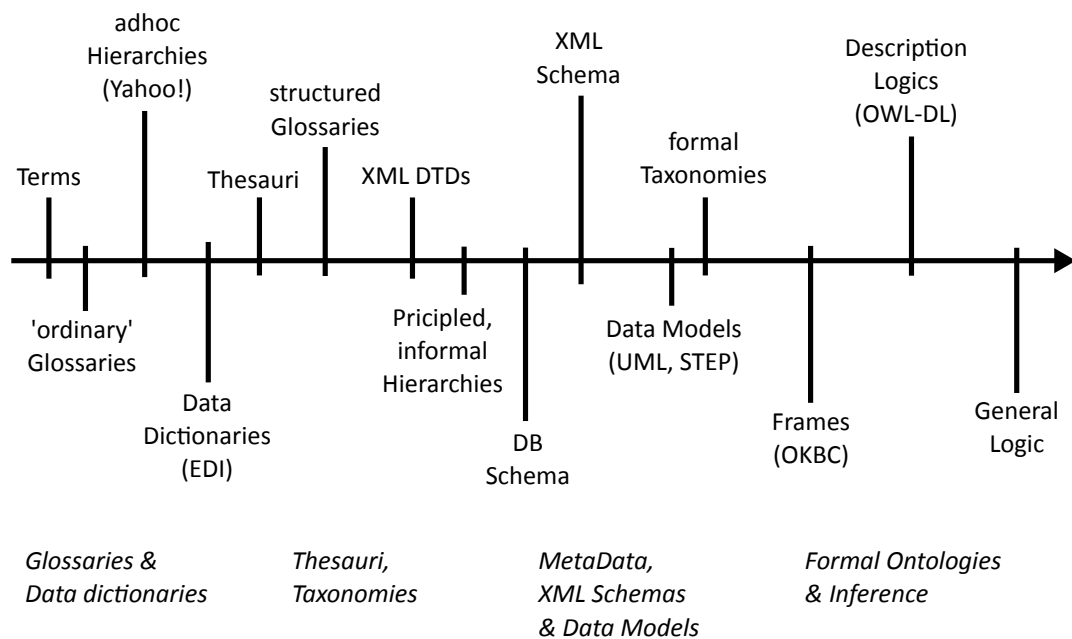 adhoc
Hierarchies
(Yahoo!)
XML
Schema
Description
Logics
(OWL-DL)
structured
Glossaries
formal
Taxonomies
Terms
Thesauri
XML DTDs
'ordinary'
Glossaries
Pricipled,
informal
Hierarchies
Data Models
(UML, STEP)
Data
Dictionaries
(EDI)
DB
Schema
Frames
(OKBC)
General
Logic
Glossaries &
Data dictionaries
Thesauri,
Taxonomies
MetaData,
XML Schemas
& Data Models
Formal Ontologies
& Inference